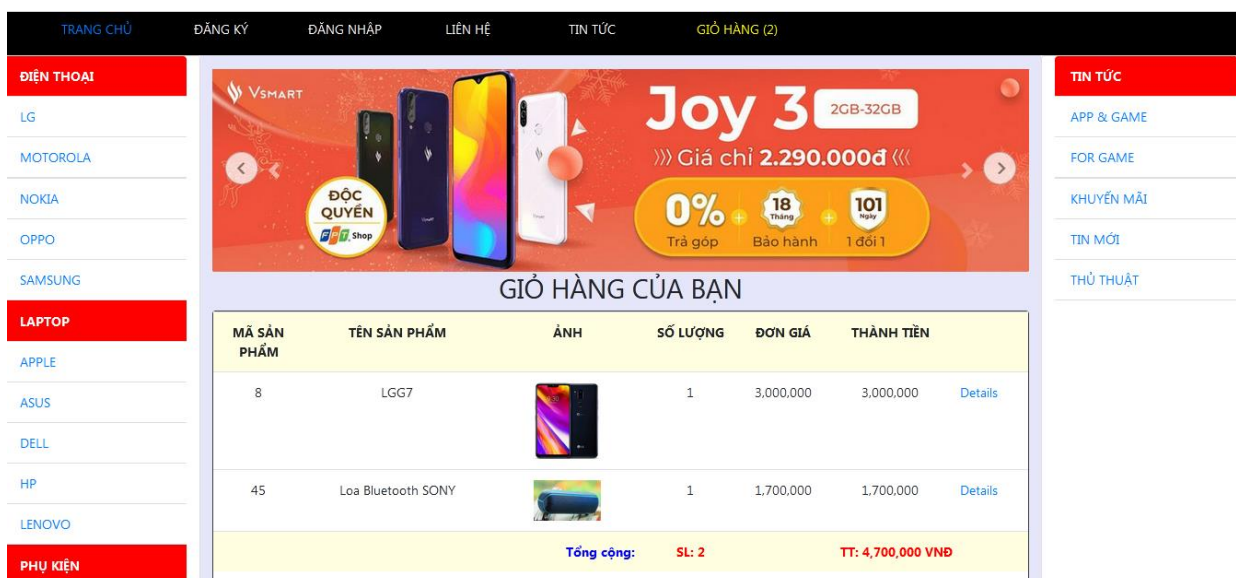 TRANG CHỦ ĐĂNG KÝ ĐĂNG NHẬP LIÊN HỆ TIN TỨC GIỎ HÀNG (2)
ĐIỆN THOẠI
LG
MOTOROLA
NOKIA
OPPO
SAMSUNG
LAPTOP
APPLE
ASUS
DELL
HP
LENOVO
PHỤ KIỆN
VSMART
ĐỘC
QUYỀN
FPT Shop
Joy 3 2GB-32GB
Giá chỉ 2.290.000đ
0% + 18 Tháng + 101 Ngày
Trả góp Bảo hành 1 đổi 1
GIỎ HÀNG CỦA BẠN
MÃ SẢN PHẨM TÊN SẢN PHẨM ẢNH SỐ LƯỢNG ĐƠN GIÁ THÀNH TIỀN
8 LGG7 1 3,000,000 3,000,000 Details
45 Loa Bluetooth SONY 1 1,700,000 1,700,000 Details
Tổng cộng: SL: 2 TT: 4,700,000 VNĐ
TIN TỨC
APP & GAME
FOR GAME
KHUYẾN MÃI
TIN MỚI
THỦ THUẬT